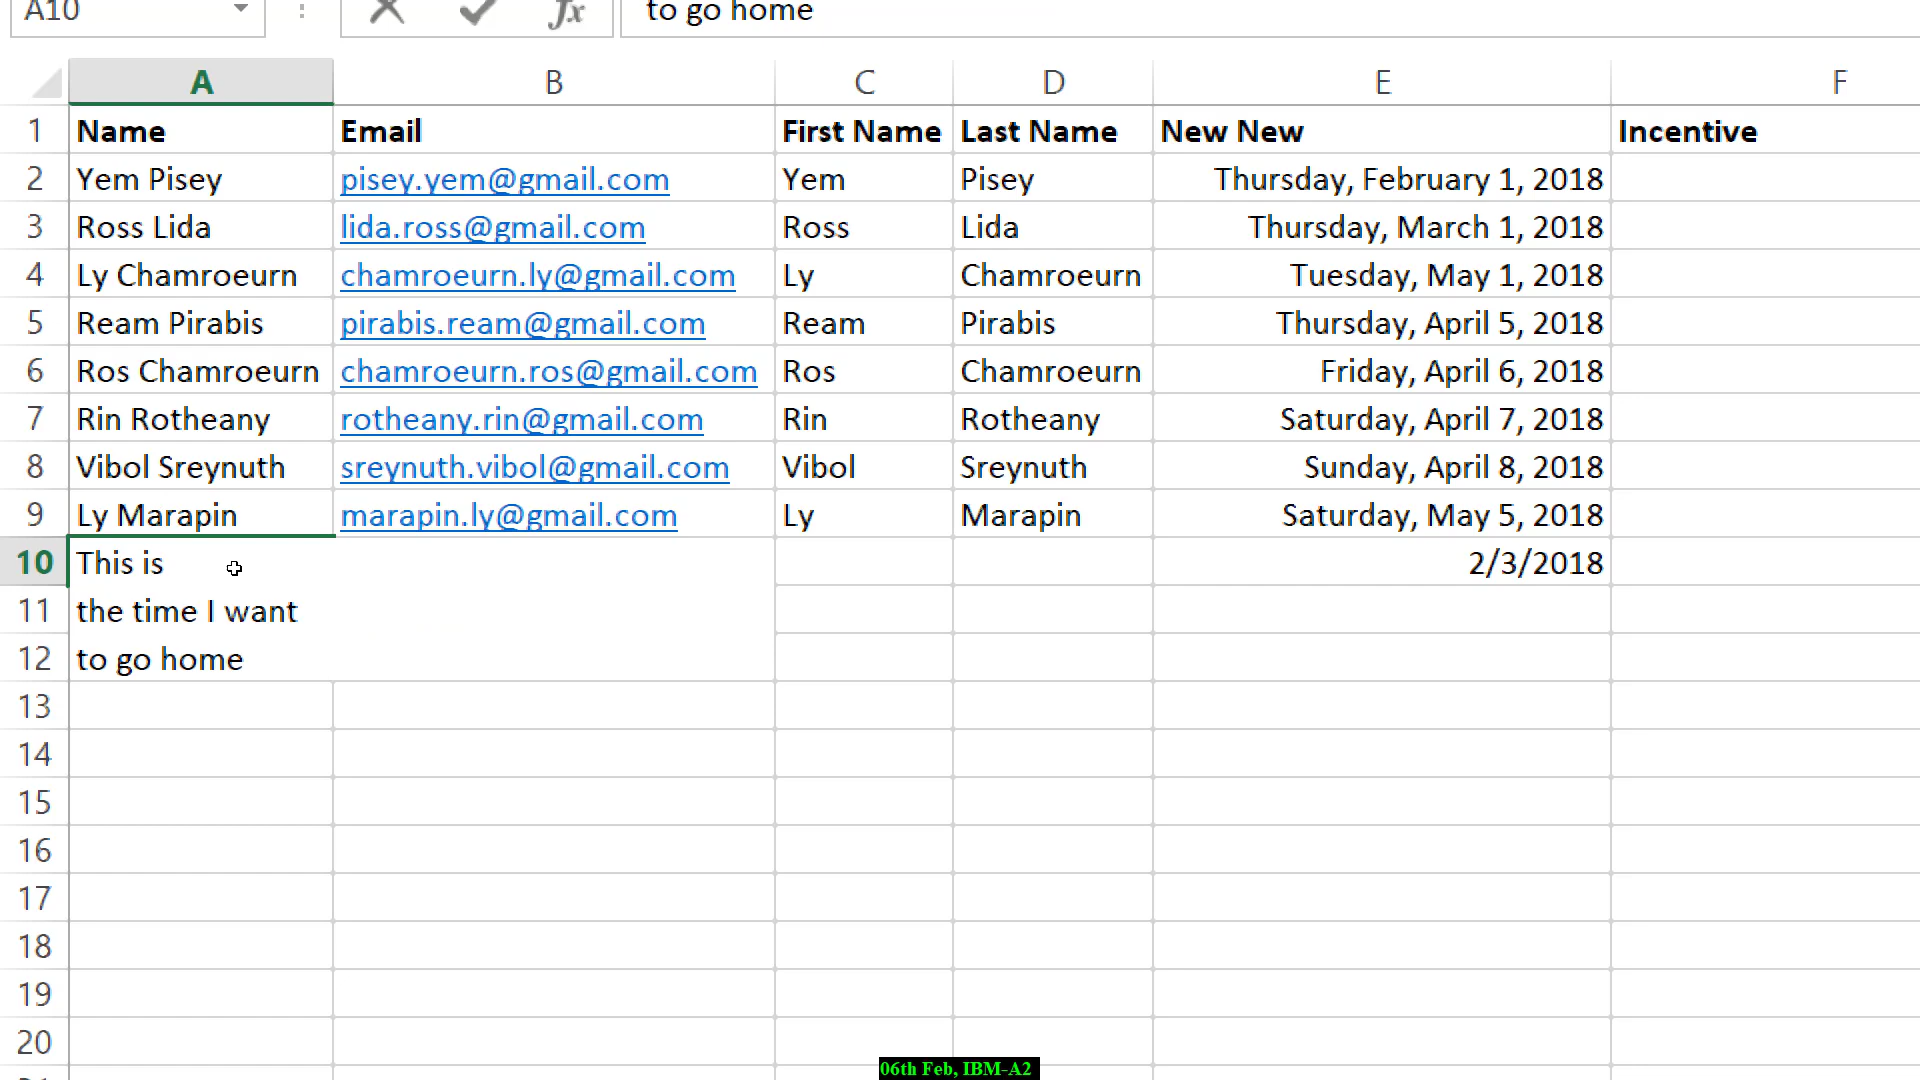 A10 fx to go home
A B C D E F
1 Name Email First Name Last Name New New Incentive
2 Yem Pisey pisey.yem@gmail.com Yem Pisey Thursday, February 1, 2018
3 Ross Lida lida.ross@gmail.com Ross Lida Thursday, March 1, 2018
4 Ly Chamroeurn chamroeurn.ly@gmail.com Ly Chamroeurn Tuesday, May 1, 2018
5 Ream Pirabis pirabis.ream@gmail.com Ream Pirabis Thursday, April 5, 2018
6 Ros Chamroeurn chamroeurn.ros@gmail.com Ros Chamroeurn Friday, April 6, 2018
7 Rin Rotheany rotheany.rin@gmail.com Rin Rotheany Saturday, April 7, 2018
8 Vibol Sreynuth sreynuth.vibol@gmail.com Vibol Sreynuth Sunday, April 8, 2018
9 Ly Marapin marapin.ly@gmail.com Ly Marapin Saturday, May 5, 2018
10 This is 2/3/2018
11 the time I want
12 to go home
13
14
15
16
17
18
19
20
06th Feb, IBM-A2